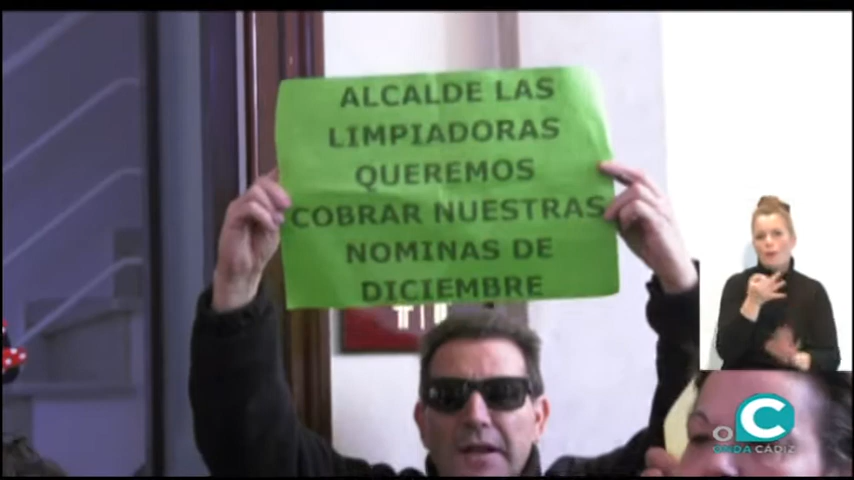 ALCALDE LAS
LIMPIADORAS
QUEREMOS
COBRAR NUESTRAS
NOMINAS DE
DICIEMBRE
ONDA CÁDIZ